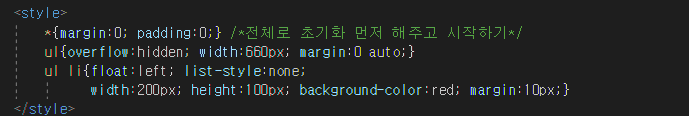 <style>
*{margin:0; padding:0;} /*전체로 초기화 먼저 해주고 시작하기*/
ul{overflow:hidden; width:660px; margin:0 auto;}
ul li{float:left; list-style:none;
width:200px; height:100px; background-color:red; margin:10px;}
</style>